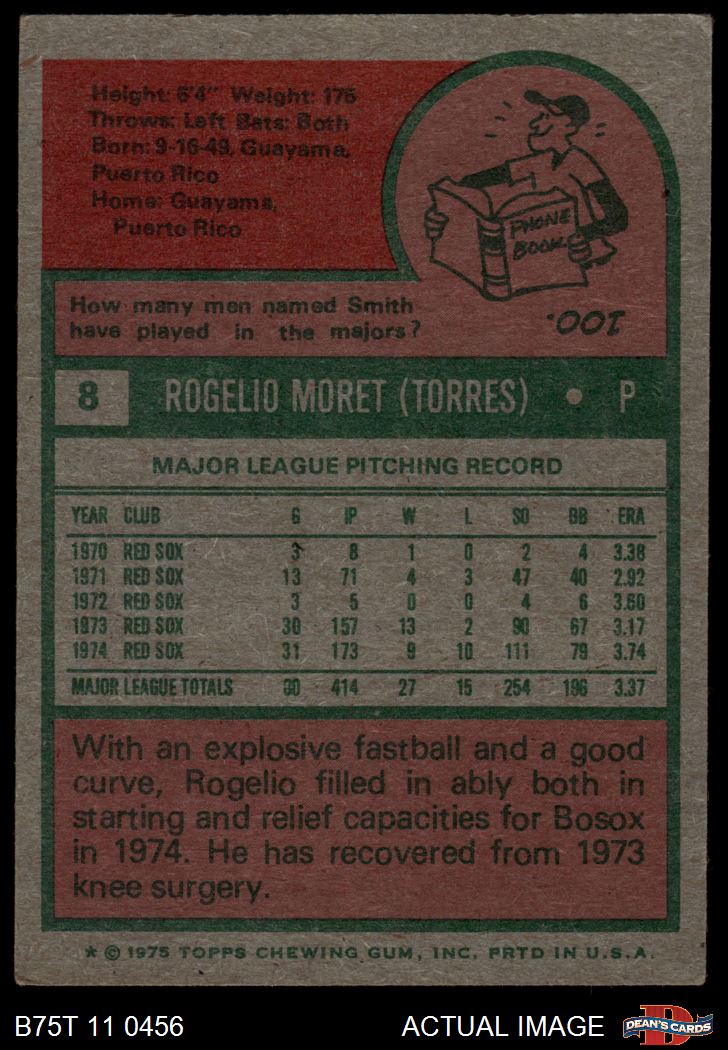 Height: 6'4" Weight: 175
Throws: Left Bats: Both
Born: 9-16-49, Guayama,
Puerto Rico
Home: Guayama,
Puerto Rico
PHONE
BOOK
How many men named Smith
have played in the majors?
100.
8 ROGELIO MORET (TORRES) • P
MAJOR LEAGUE PITCHING RECORD
YEAR CLUB G IP W L SO BB ERA
1970 RED SOX 3 8 1 0 2 4 3.38
1971 RED SOX 13 71 4 3 47 40 2.92
1972 RED SOX 3 5 0 0 4 6 3.60
1973 RED SOX 30 157 13 2 90 67 3.17
1974 RED SOX 31 173 9 10 111 79 3.74
MAJOR LEAGUE TOTALS 80 414 27 15 254 196 3.37
With an explosive fastball and a good
curve, Rogelio filled in ably both in
starting and relief capacities for Bosox
in 1974. He has recovered from 1973
knee surgery.
* © 1975 TOPPS CHEWING GUM, INC. PRTD IN U.S.A.
B75T 11 0456 ACTUAL IMAGE
D
DEAN'S CARDS